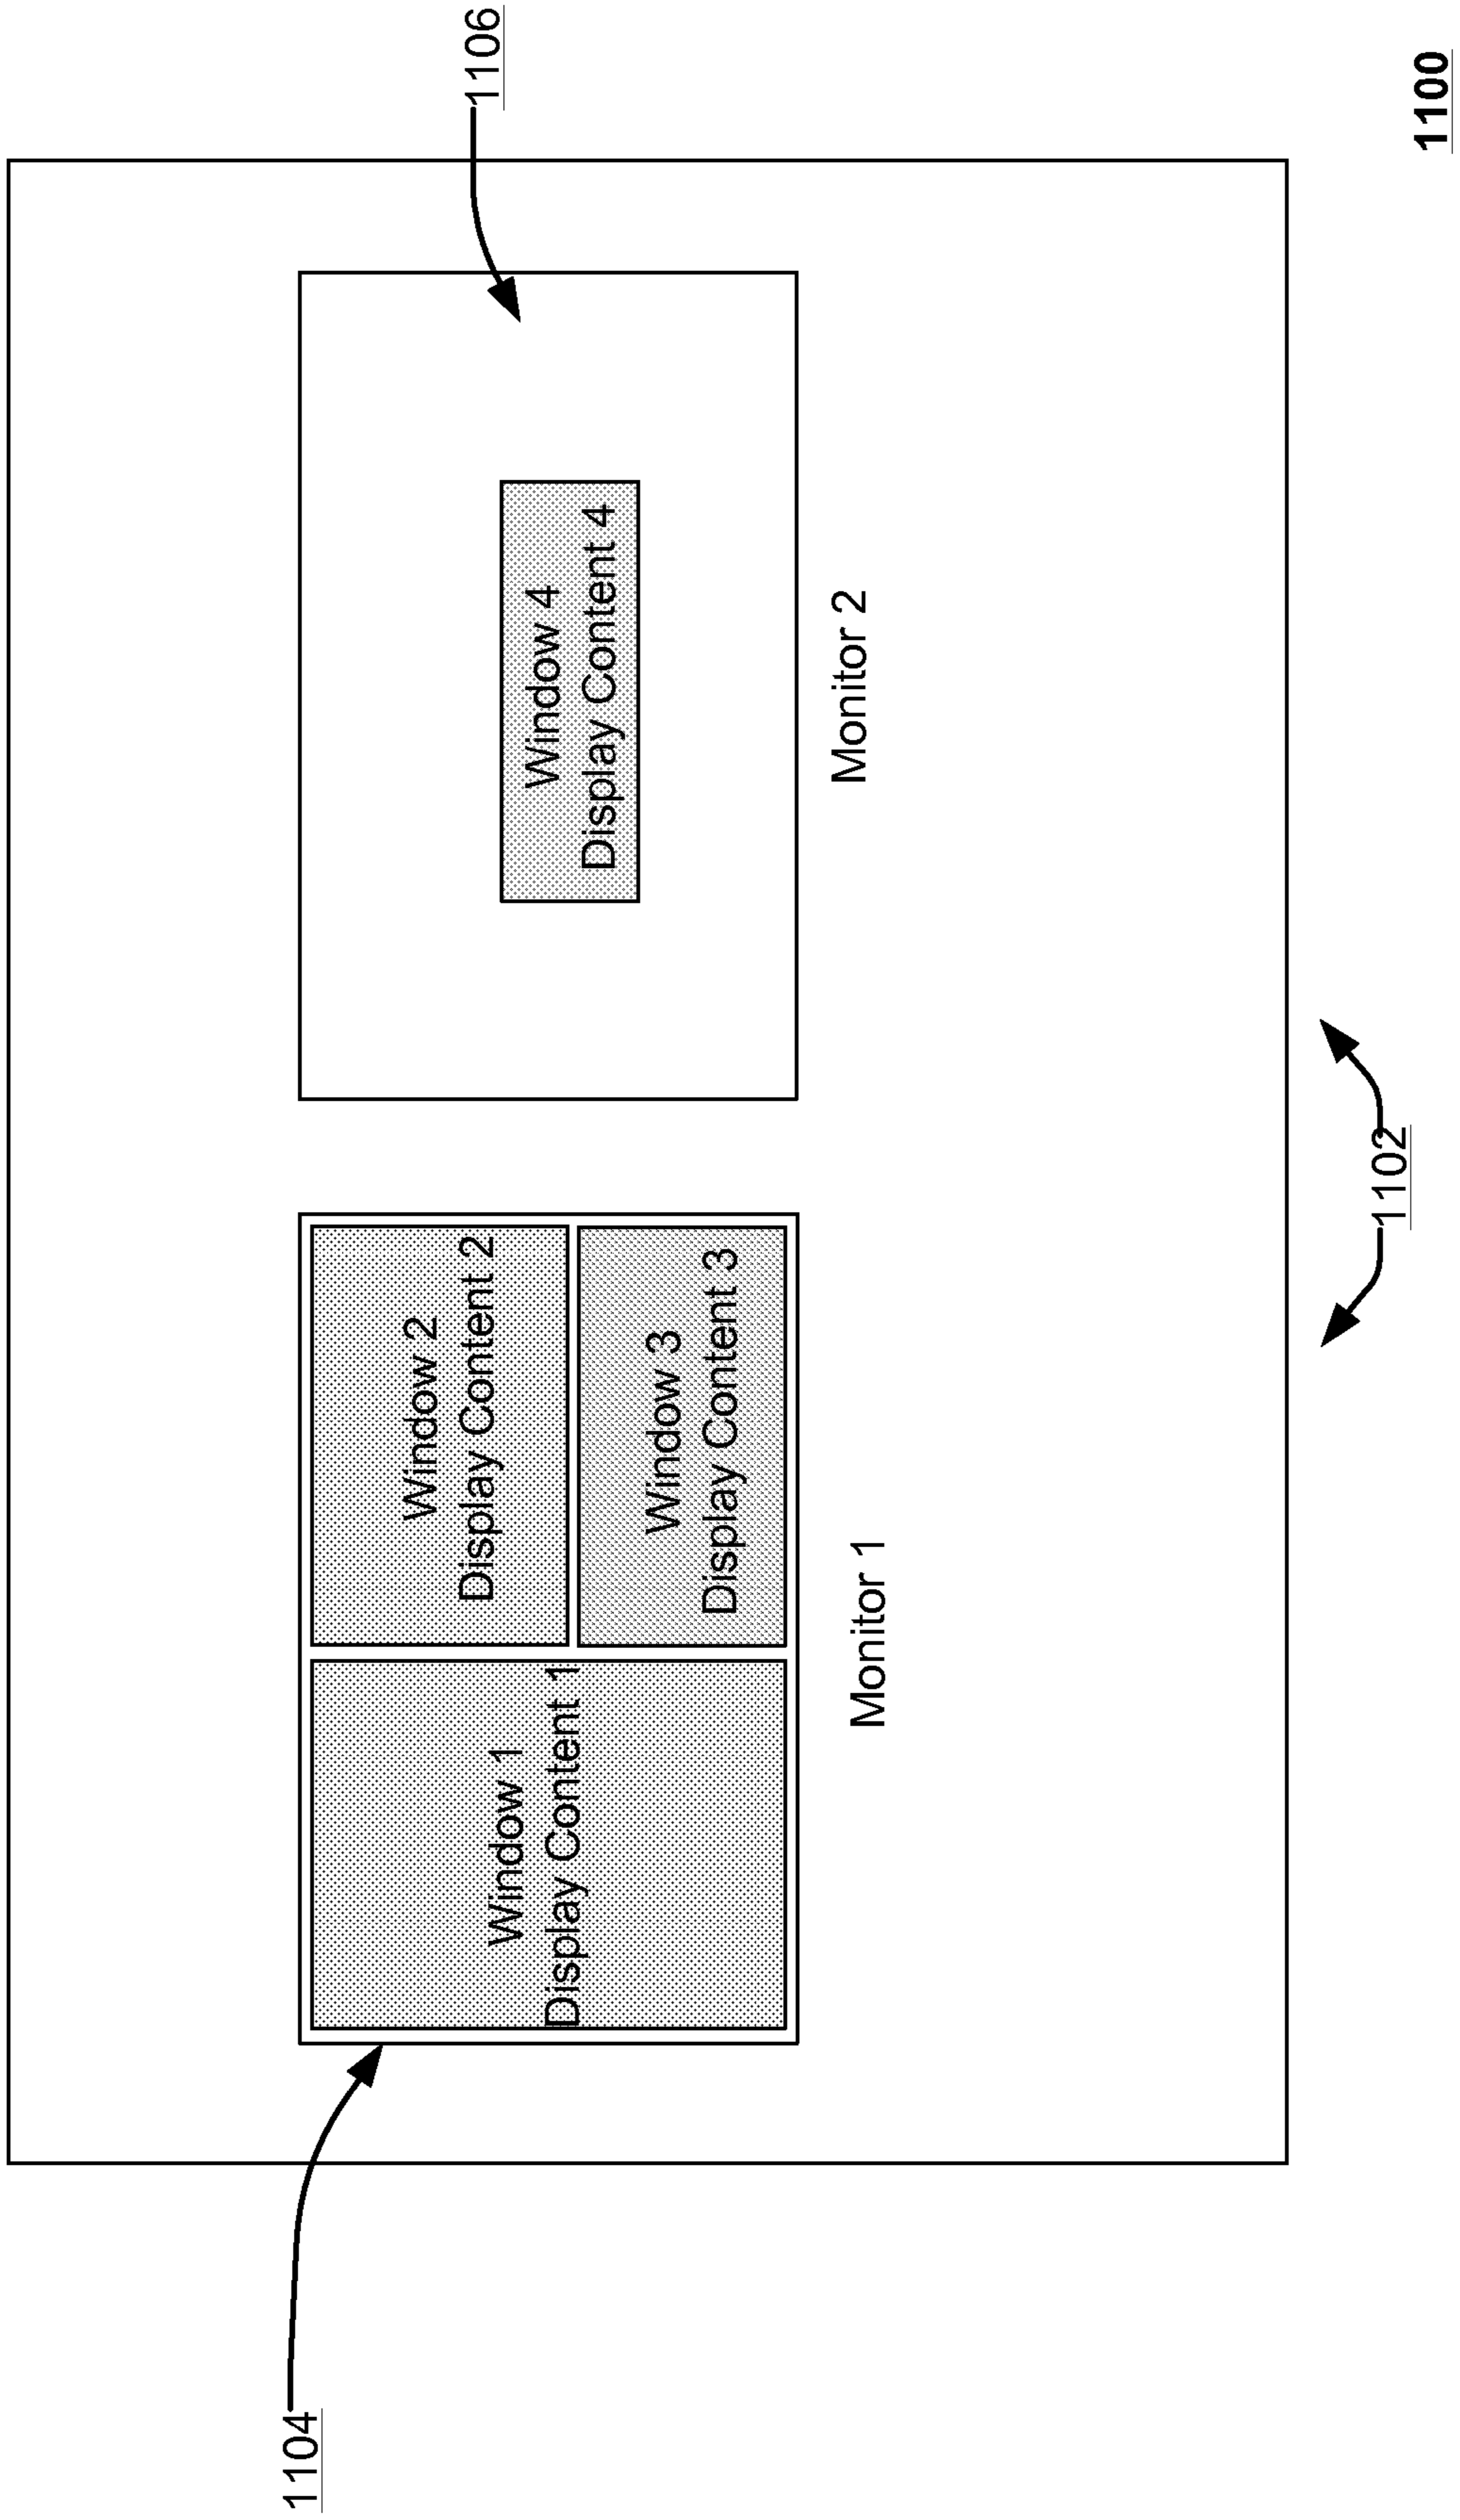 1104
1106
Window 1
Display Content 1
Window 2
Display Content 2
Window 3
Display Content 3
Window 4
Display Content 4
Monitor 1
Monitor 2
1102
1100